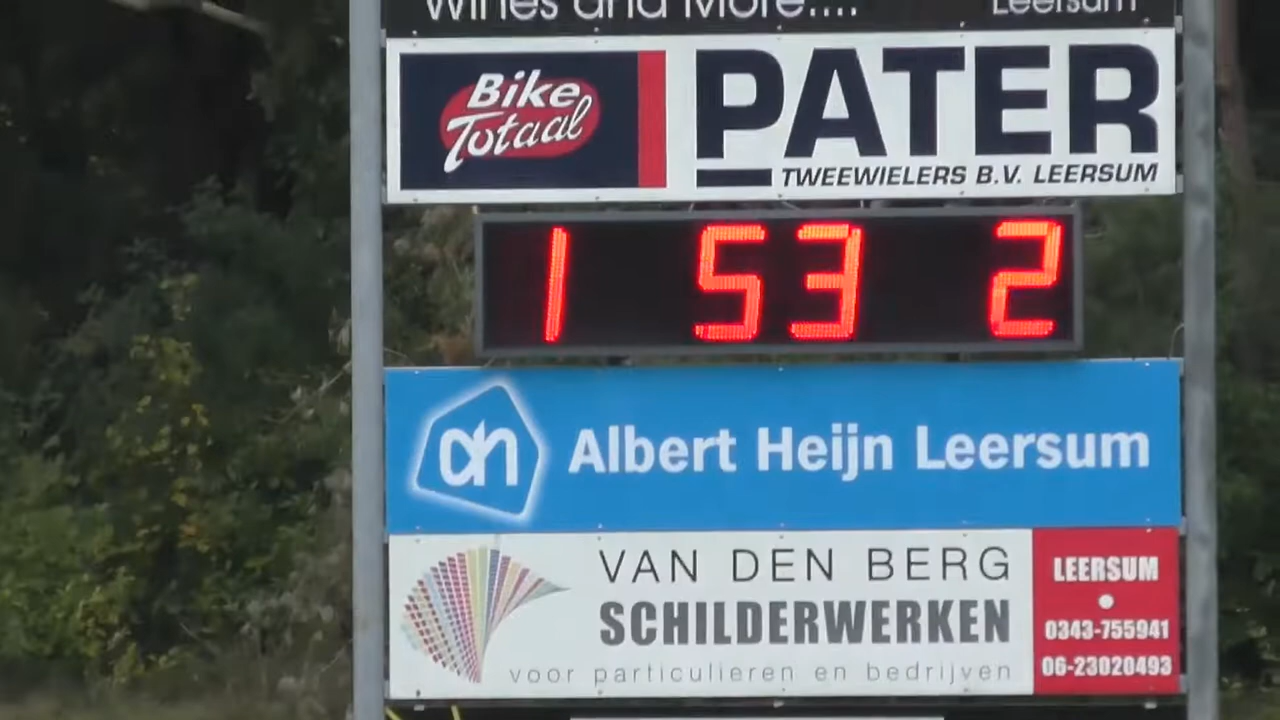 Wines and More.... Leersum
Bike
Totaal
PATER
TWEEWIELERS B.V. LEERSUM
1 53 2
ah
Albert Heijn Leersum
VAN DEN BERG
SCHILDERWERKEN
voor particulieren en bedrijven
LEERSUM
0343-755941
06-23020493